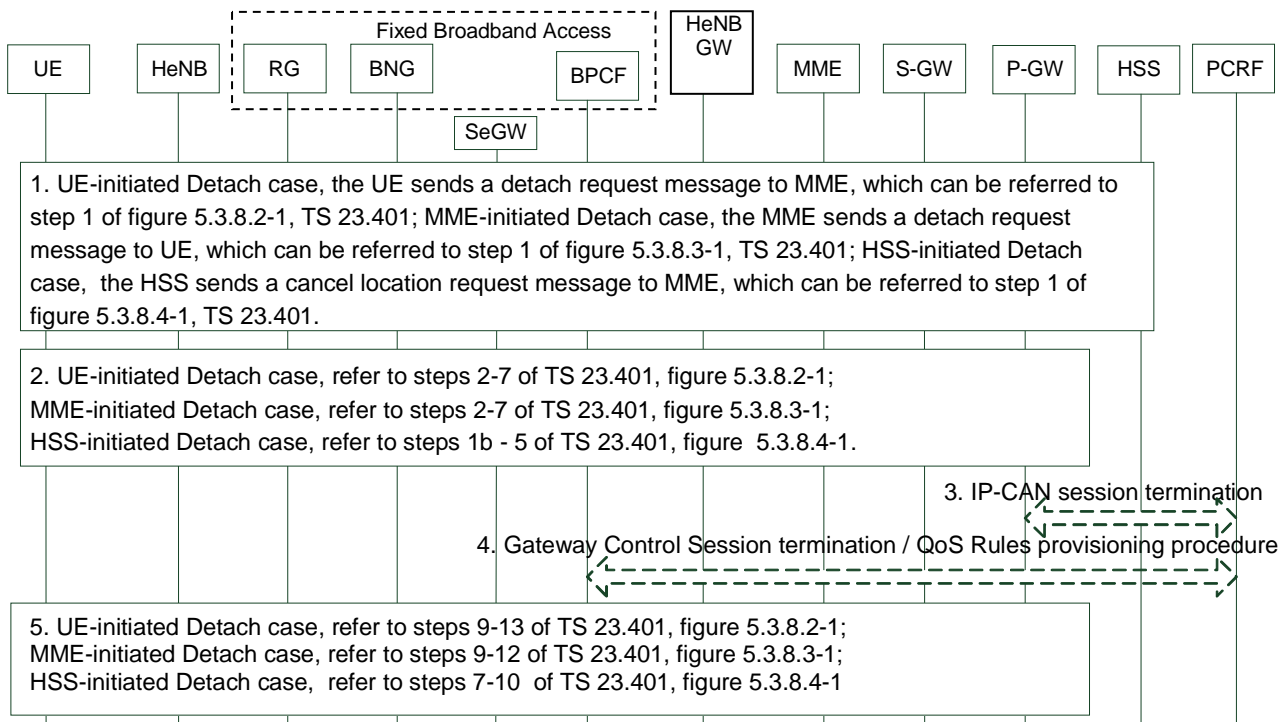 Fixed Broadband Access
HeNB
GW
UE
HeNB
RG
BNG
BPCF
MME
S-GW
P-GW
HSS
PCRF
SeGW
1. UE-initiated Detach case, the UE sends a detach request message to MME, which can be referred to
step 1 of figure 5.3.8.2-1, TS 23.401; MME-initiated Detach case, the MME sends a detach request
message to UE, which can be referred to step 1 of figure 5.3.8.3-1, TS 23.401; HSS-initiated Detach
case, the HSS sends a cancel location request message to MME, which can be referred to step 1 of
figure 5.3.8.4-1, TS 23.401.
2. UE-initiated Detach case, refer to steps 2-7 of TS 23.401, figure 5.3.8.2-1;
MME-initiated Detach case, refer to steps 2-7 of TS 23.401, figure 5.3.8.3-1;
HSS-initiated Detach case, refer to steps 1b - 5 of TS 23.401, figure 5.3.8.4-1.
3. IP-CAN session termination
4. Gateway Control Session termination / QoS Rules provisioning procedure
5. UE-initiated Detach case, refer to steps 9-13 of TS 23.401, figure 5.3.8.2-1;
MME-initiated Detach case, refer to steps 9-12 of TS 23.401, figure 5.3.8.3-1;
HSS-initiated Detach case, refer to steps 7-10 of TS 23.401, figure 5.3.8.4-1